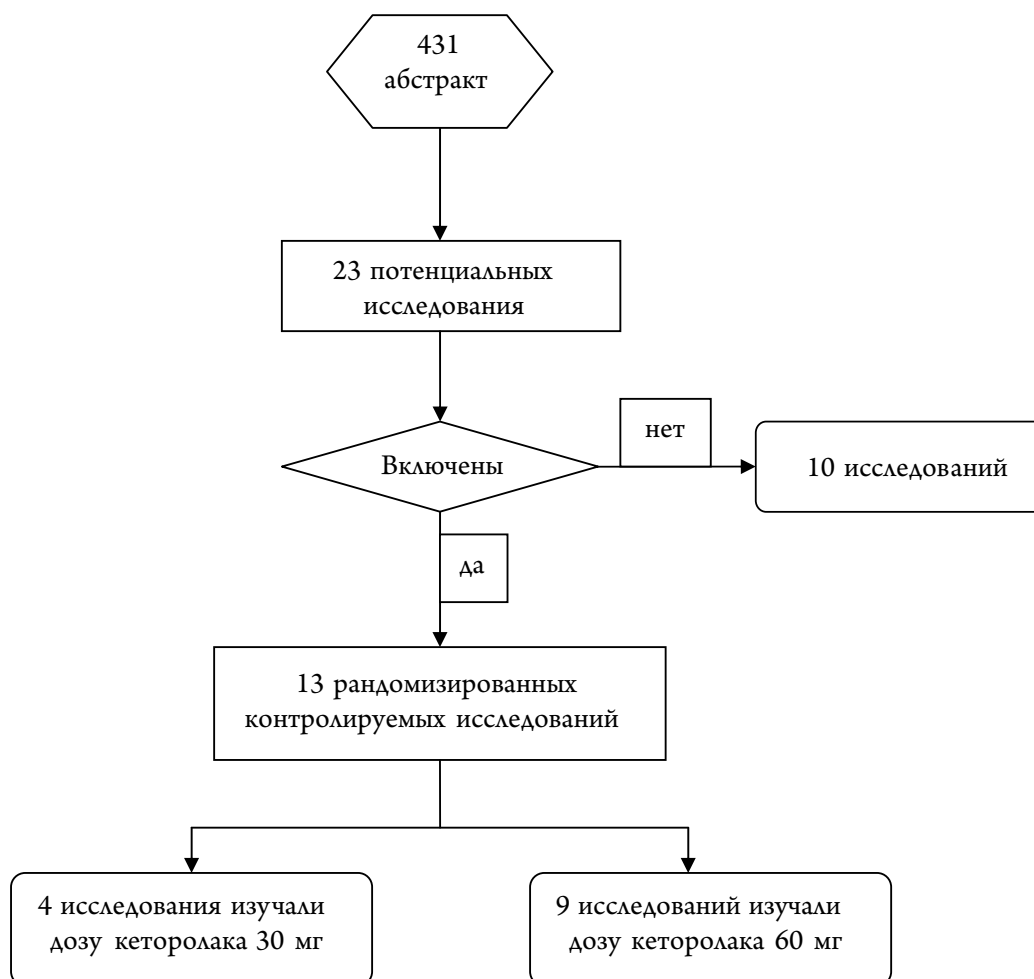 431
абстракт
23 потенциальных
исследования
Включены
нет
10 исследований
да
13 рандомизированных
контролируемых исследований
4 исследования изучали
дозу кеторолака 30 мг
9 исследований изучали
дозу кеторолака 60 мг